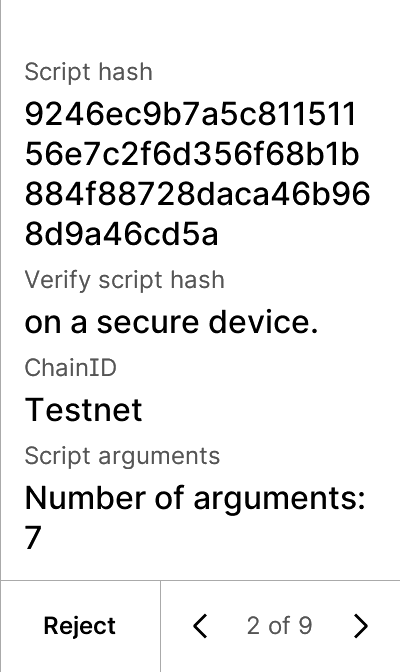 Script hash
9246ec9b7a5c811511
56e7c2f6d356f68b1b
884f88728daca46b96
8d9a46cd5a
Verify script hash
on a secure device.
ChainID
Testnet
Script arguments
Number of arguments:
7
Reject
2 of 9